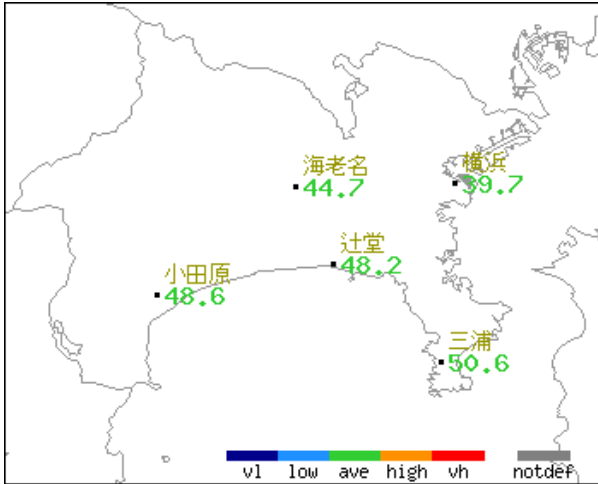 海老名
44.7
横浜
39.7
辻堂
48.2
小田原
48.6
三浦
50.6
vl low ave high vh notdef